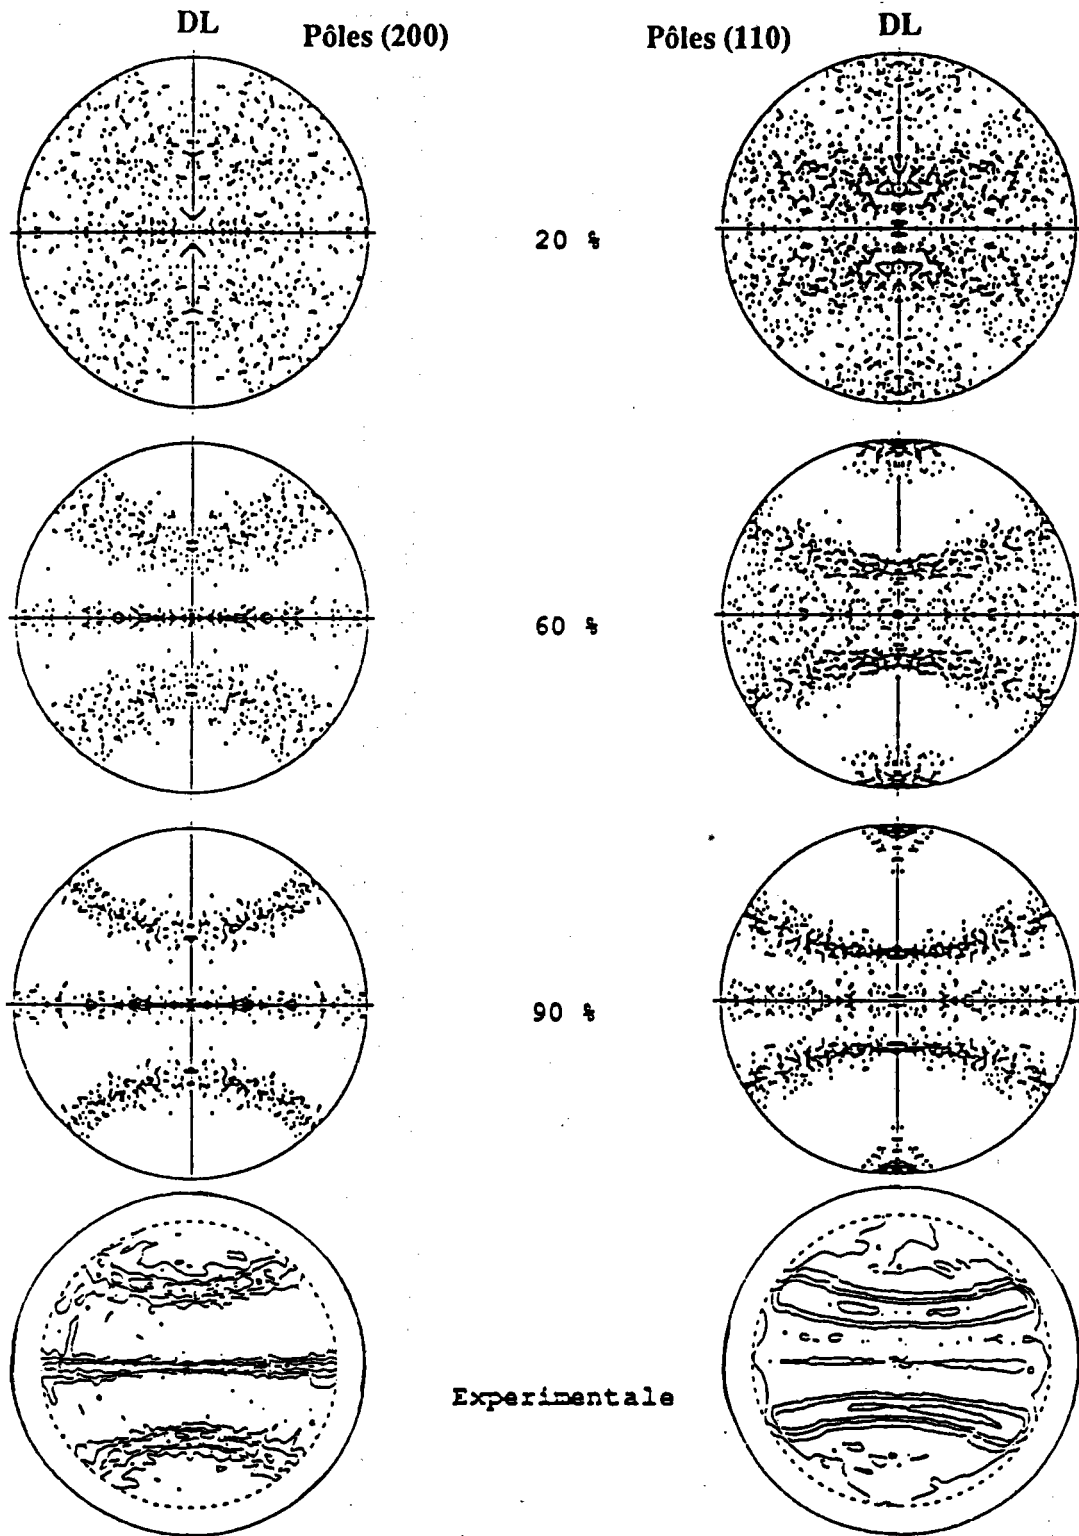 DL
Pôles (200)
Pôles (110)
DL
20 %
60 %
90 %
Experimentale